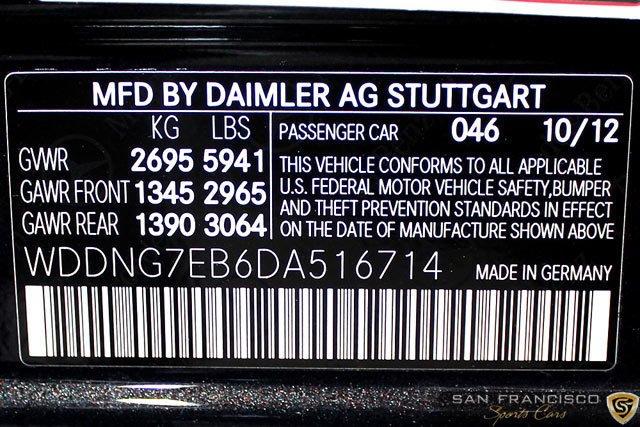 MFD BY DAIMLER AG STUTTGART
KG LBS
GVWR 2695 5941
GAWR FRONT 1345 2965
GAWR REAR 1390 3064
PASSENGER CAR 046 10/12
THIS VEHICLE CONFORMS TO ALL APPLICABLE
U.S. FEDERAL MOTOR VEHICLE SAFETY,BUMPER
AND THEFT PREVENTION STANDARDS IN EFFECT
ON THE DATE OF MANUFACTURE SHOWN ABOVE
WDDNG7EB6DA516714 MADE IN GERMANY
SAN FRANCISCO
Sports Cars